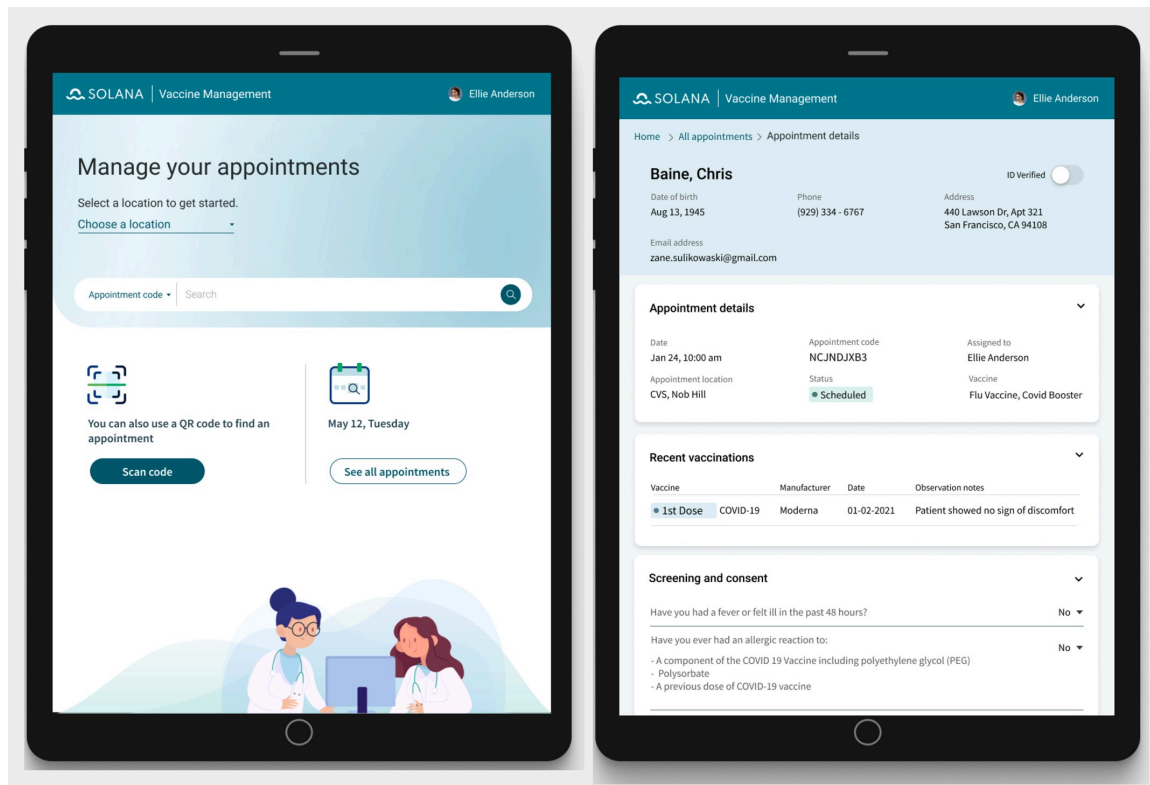 SOLANA | Vaccine Management
Ellie Anderson
Manage your appointments
Select a location to get started.
Choose a location
Appointment code
Search
You can also use a QR code to find an
appointment
Scan code
May 12, Tuesday
See all appointments
SOLANA | Vaccine Management
Ellie Anderson
Home > All appointments > Appointment details
Baine, Chris
ID Verified
Date of birth
Aug 13, 1945
Phone
(929) 334 - 6767
Address
440 Lawson Dr, Apt 321
San Francisco, CA 94108
Email address
zane.sulikowaski@gmail.com
Appointment details
Date
Jan 24, 10:00 am
Appointment code
NCJNDJXB3
Assigned to
Ellie Anderson
Appointment location
CVS, Nob Hill
Status
Scheduled
Vaccine
Flu Vaccine, Covid Booster
Recent vaccinations
Vaccine Manufacturer Date Observation notes
1st Dose COVID-19 Moderna 01-02-2021 Patient showed no sign of discomfort
Screening and consent
Have you had a fever or felt ill in the past 48 hours? No
Have you ever had an allergic reaction to: No
- A component of the COVID 19 Vaccine including polyethylene glycol (PEG)
- Polysorbate
- A previous dose of COVID-19 vaccine